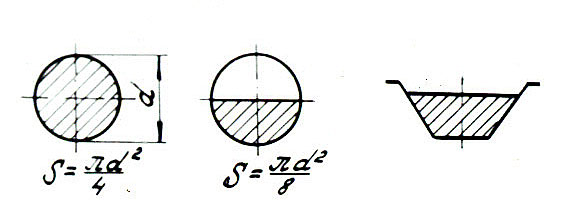 d
S = πd²/4
S = πd²/8